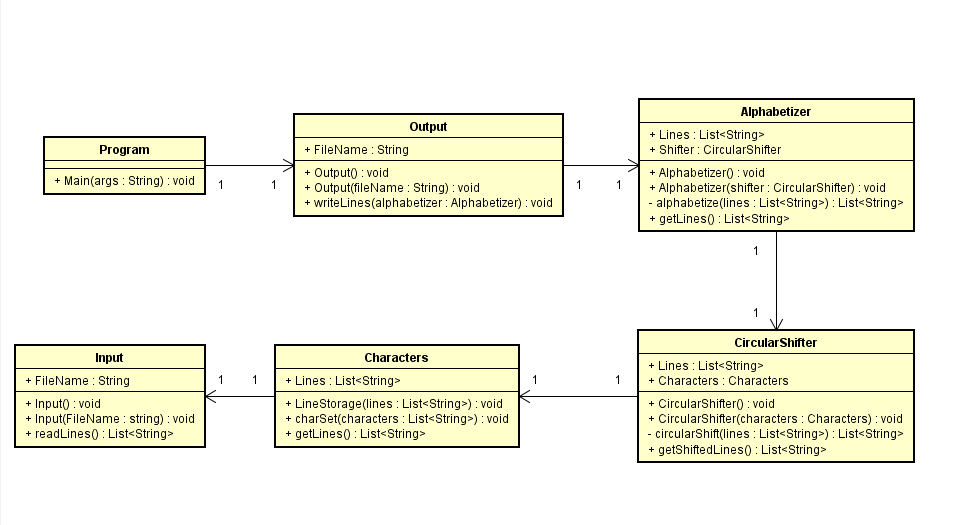 Program
+ Main(args : String) : void
1
1
Output
+ FileName : String
+ Output() : void
+ Output(fileName : String) : void
+ writeLines(alphabetizer : Alphabetizer) : void
1
1
Alphabetizer
+ Lines : List<String>
+ Shifter : CircularShifter
+ Alphabetizer() : void
+ Alphabetizer(shifter : CircularShifter) : void
- alphabetize(lines : List<String>) : List<String>
+ getLines() : List<String>
1
1
Input
+ FileName : String
+ Input() : void
+ Input(FileName : string) : void
+ readLines() : List<String>
1
1
Characters
+ Lines : List<String>
+ LineStorage(lines : List<String>) : void
+ charSet(characters : List<String>) : void
+ getLines() : List<String>
1
1
CircularShifter
+ Lines : List<String>
+ Characters : Characters
+ CircularShifter() : void
+ CircularShifter(characters : Characters) : void
- circularShift(lines : List<String>) : List<String>
+ getShiftedLines() : List<String>